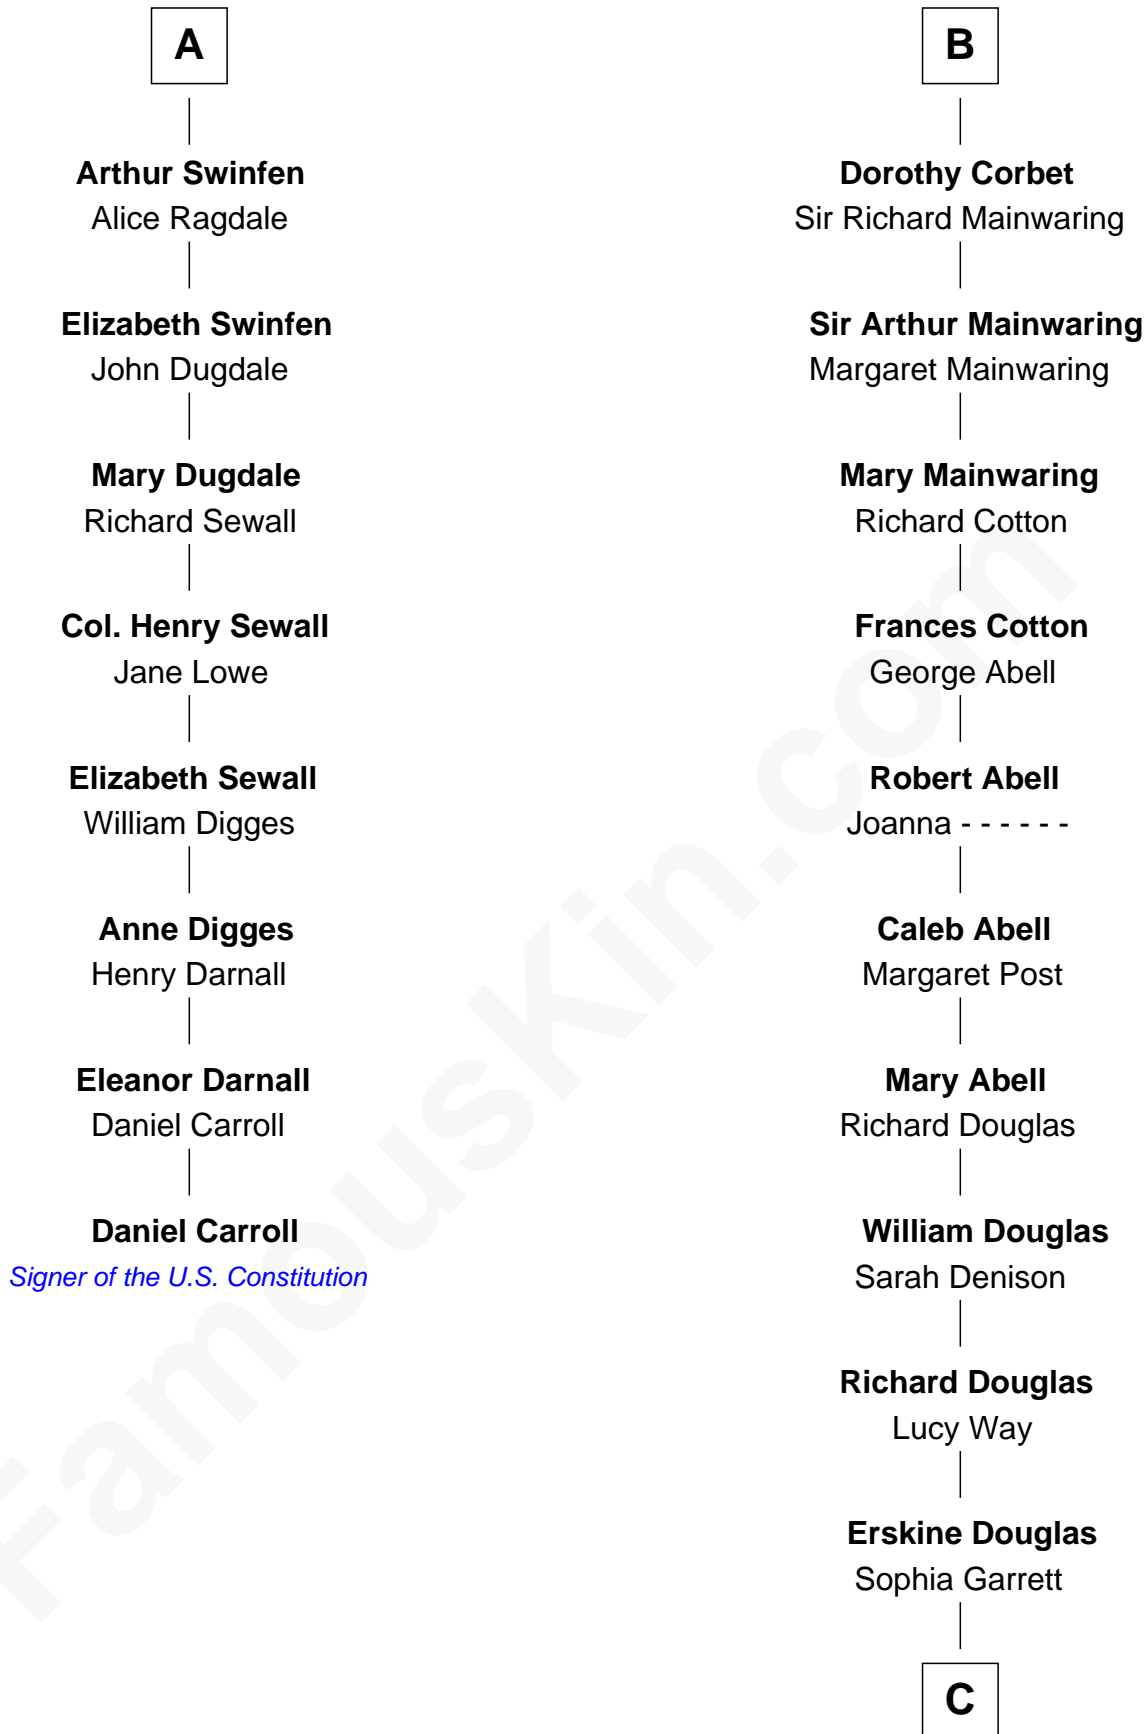 A
Arthur Swinfen
Alice Ragdale
Elizabeth Swinfen
John Dugdale
Mary Dugdale
Richard Sewall
Col. Henry Sewall
Jane Lowe
Elizabeth Sewall
William Digges
Anne Digges
Henry Darnall
Eleanor Darnall
Daniel Carroll
Daniel Carroll
Signer of the U.S. Constitution
B
Dorothy Corbet
Sir Richard Mainwaring
Sir Arthur Mainwaring
Margaret Mainwaring
Mary Mainwaring
Richard Cotton
Frances Cotton
George Abell
Robert Abell
Joanna - - - - - -
Caleb Abell
Margaret Post
Mary Abell
Richard Douglas
William Douglas
Sarah Denison
Richard Douglas
Lucy Way
Erskine Douglas
Sophia Garrett
C
FamousKin.com